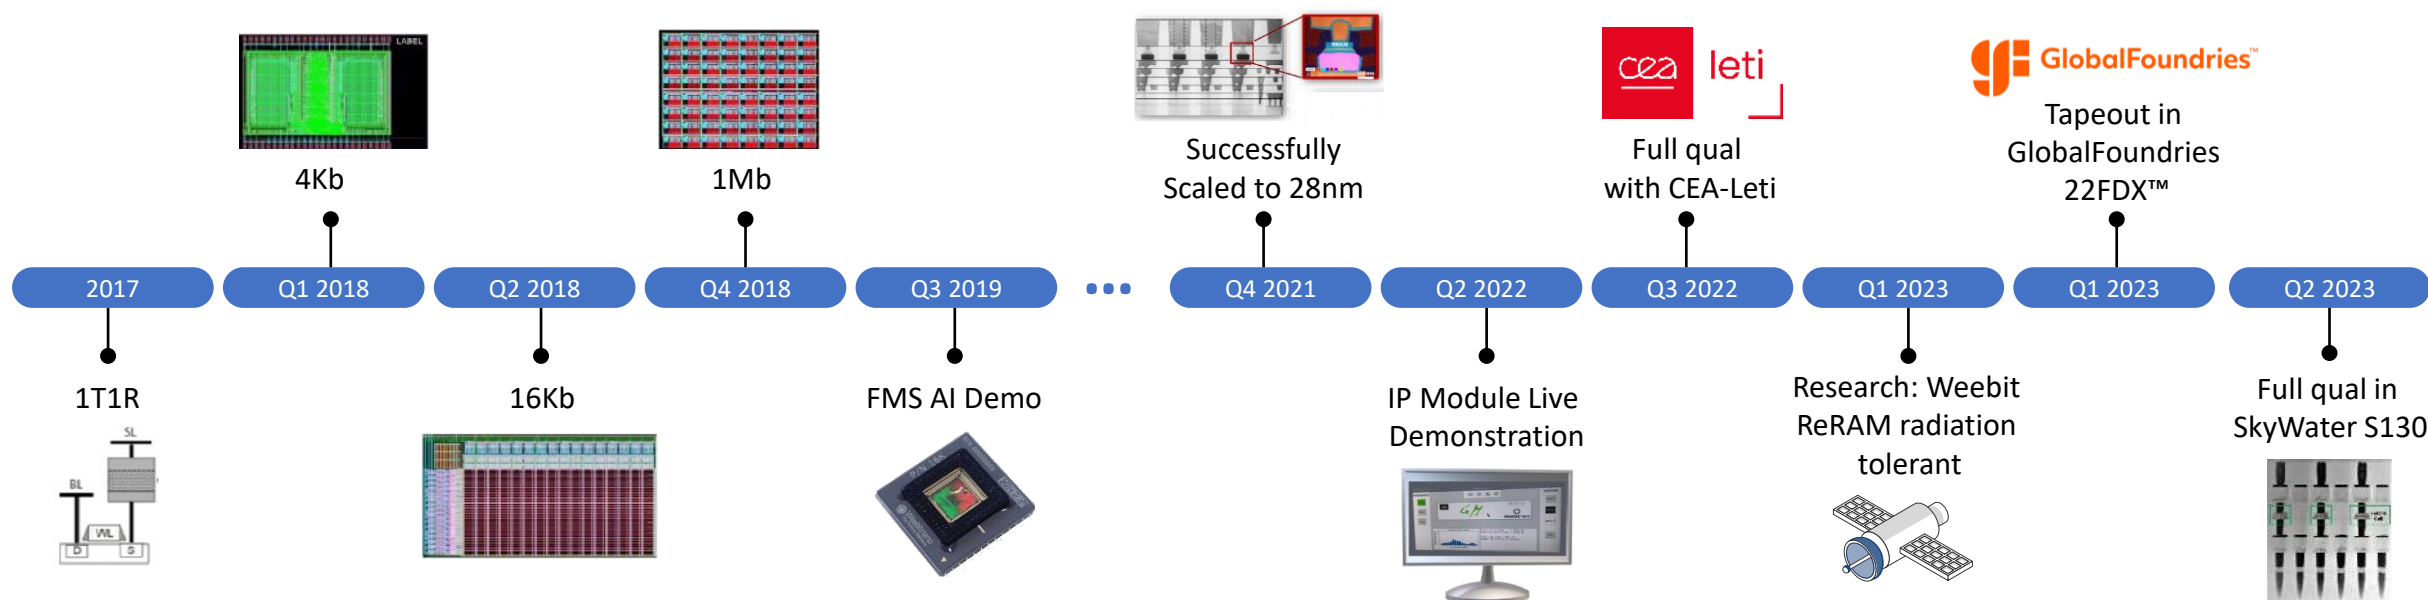 LABEL
4Kb
1Mb
RRAM
Successfully
Scaled to 28nm
cea leti
Full qual
with CEA-Leti
GlobalFoundries™
Tapeout in
GlobalFoundries
22FDX™
2017
Q1 2018
Q2 2018
Q4 2018
Q3 2019
...
Q4 2021
Q2 2022
Q3 2022
Q1 2023
Q1 2023
Q2 2023
1T1R
SL
BL
WL
D
S
16Kb
FMS AI Demo
IP Module Live
Demonstration
GM
Research: Weebit
ReRAM radiation
tolerant
Full qual in
SkyWater S130